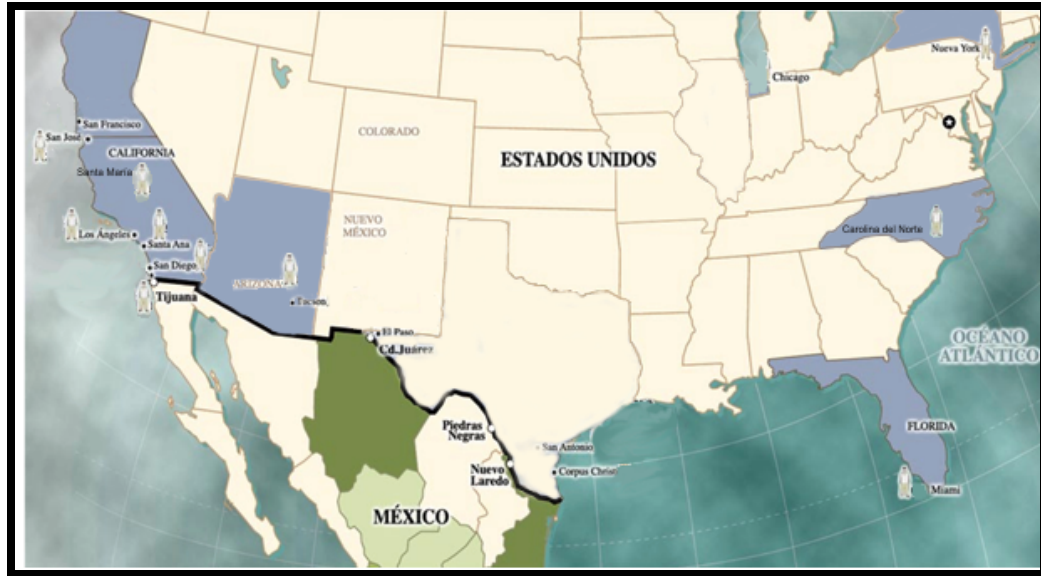 Nueva York
Chicago
San Francisco
San José
CALIFORNIA
Santa María
COLORADO
ESTADOS UNIDOS
NUEVO
MÉXICO
Carolina del Norte
Los Ángeles
Santa Ana
San Diego
ARIZONA
Tucson
Tijuana
El Paso
Cd.Juárez
OCÉANO
ATLÁNTICO
Piedras
Negras
FLORIDA
San Antonio
Nuevo
Laredo
Corpus Christ
Miami
MÉXICO